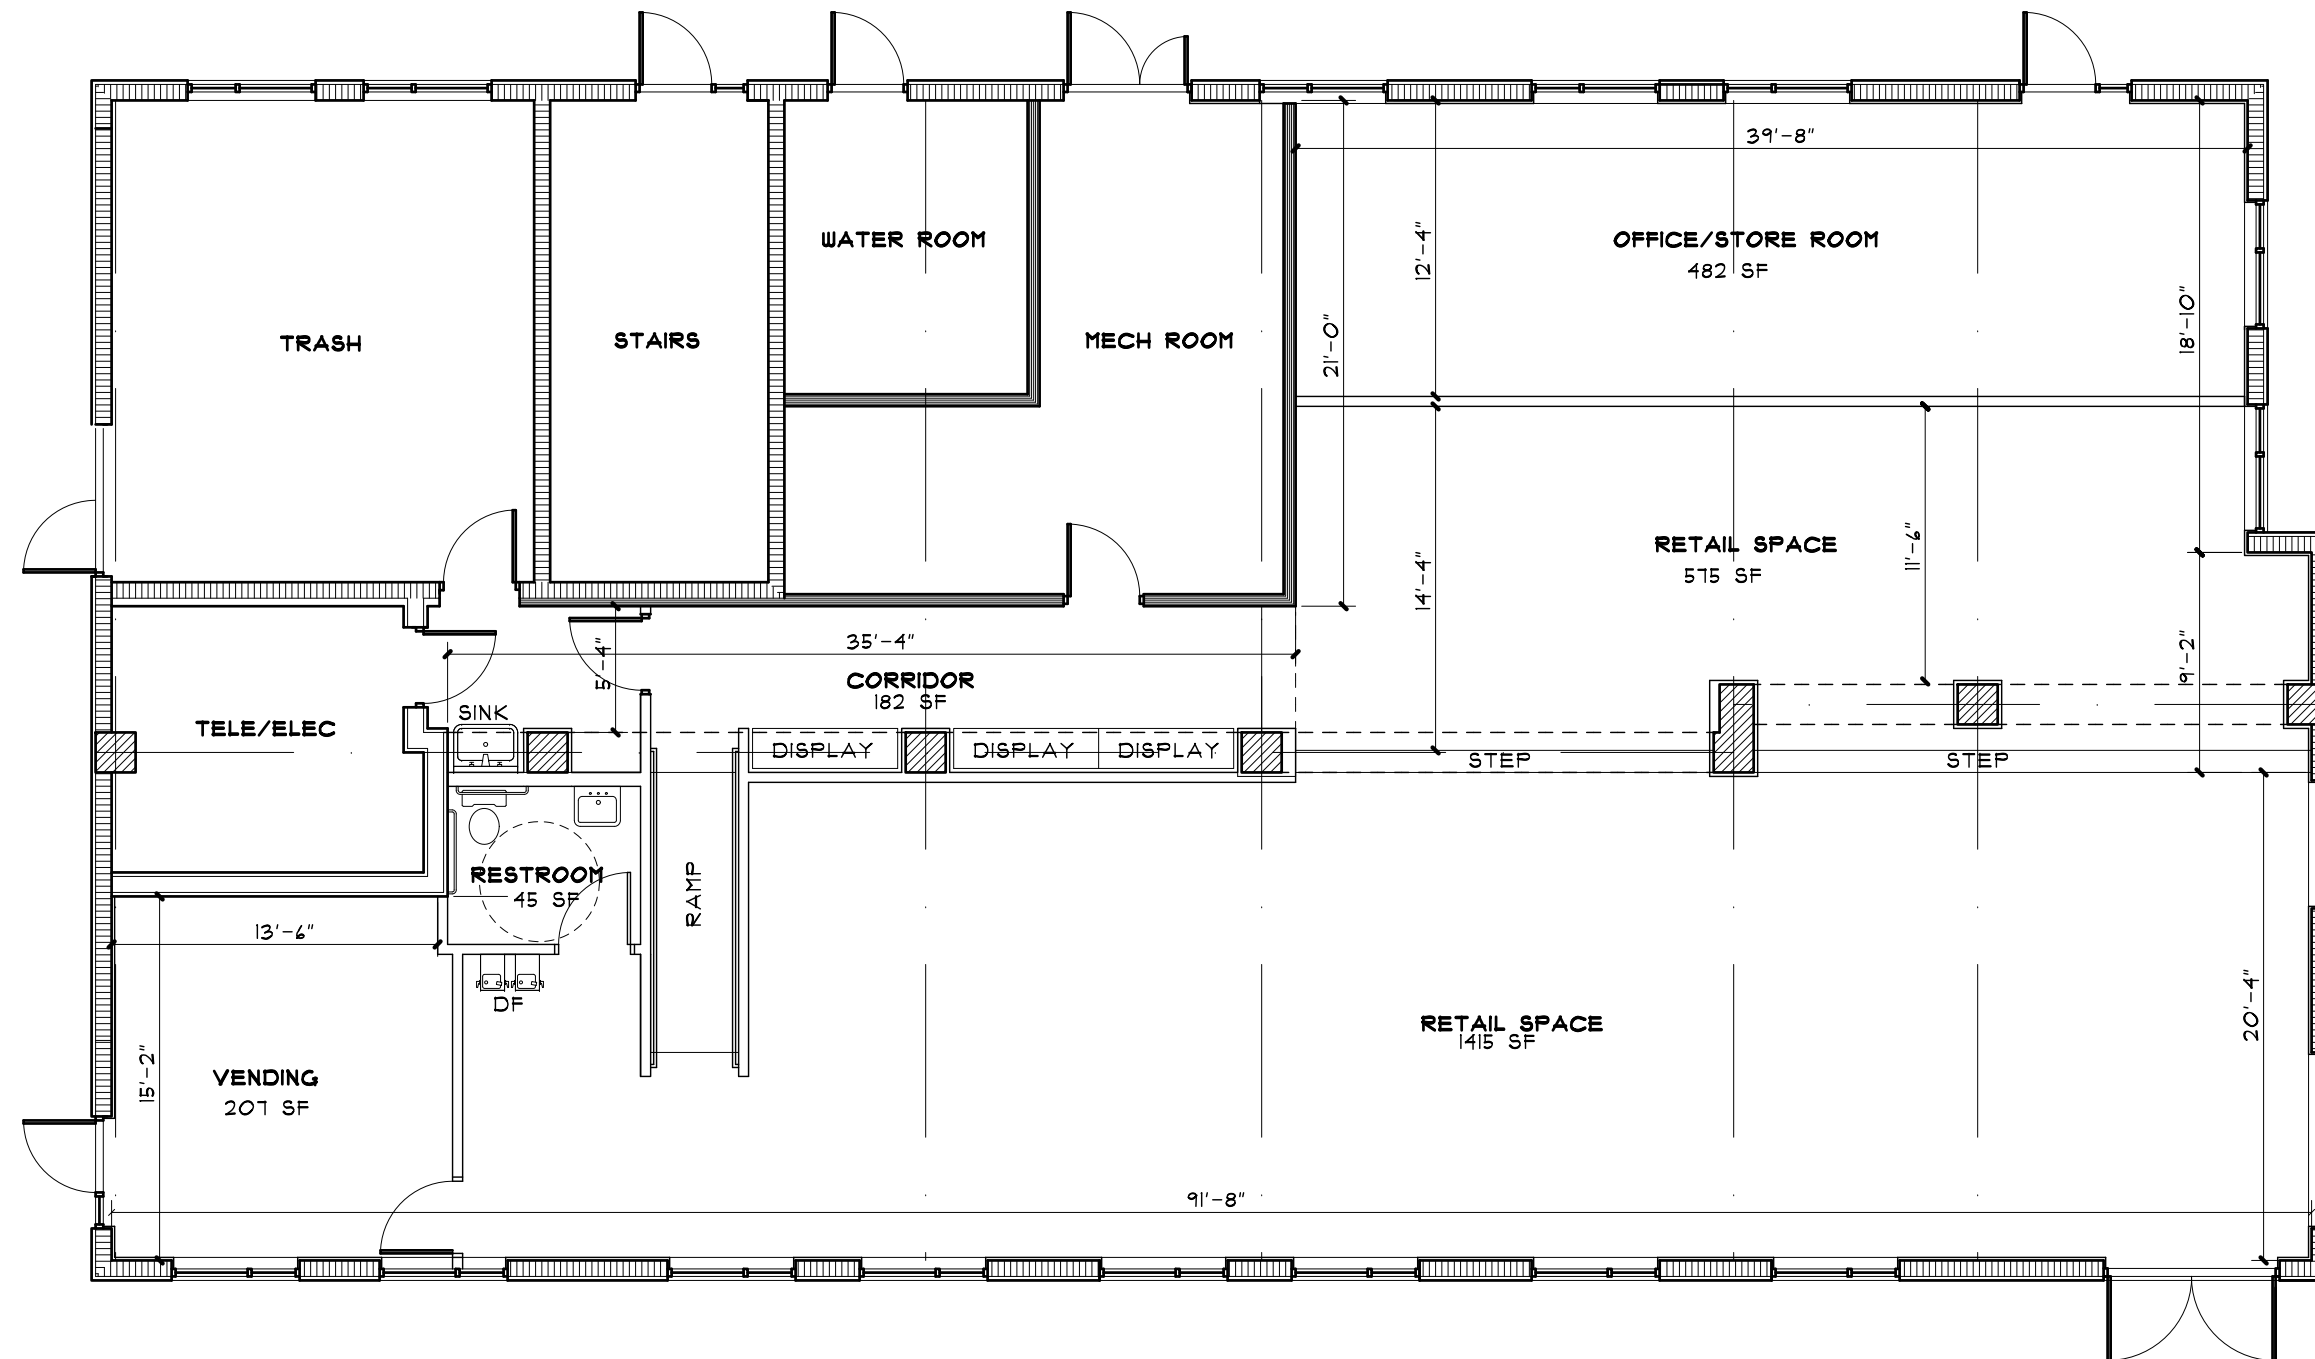 39'-8"
WATER ROOM
OFFICE/STORE ROOM
482 SF
12'-4"
18'-10"
21'-0"
TRASH
STAIRS
MECH ROOM
RETAIL SPACE
575 SF
11'-6"
14'-4"
35'-4"
5'-4"
CORRIDOR
182 SF
9'-2"
SINK
TELE/ELEC
DISPLAY
DISPLAY
DISPLAY
STEP
STEP
RESTROOM
45 SF
RAMP
13'-6"
DF
20'-4"
RETAIL SPACE
1415 SF
15'-2"
VENDING
207 SF
91'-8"